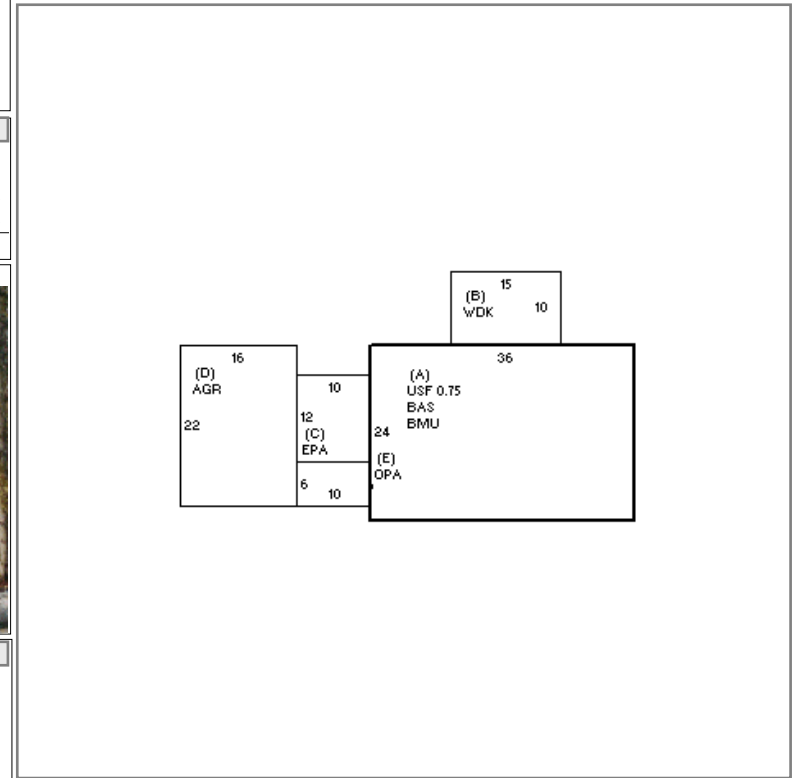 15
(B)
WDK
10
16
(D)
AGR
22
10
12
(C)
EPA
6
10
36
(A)
USF 0.75
BAS
BMU
24
(E)
OPA